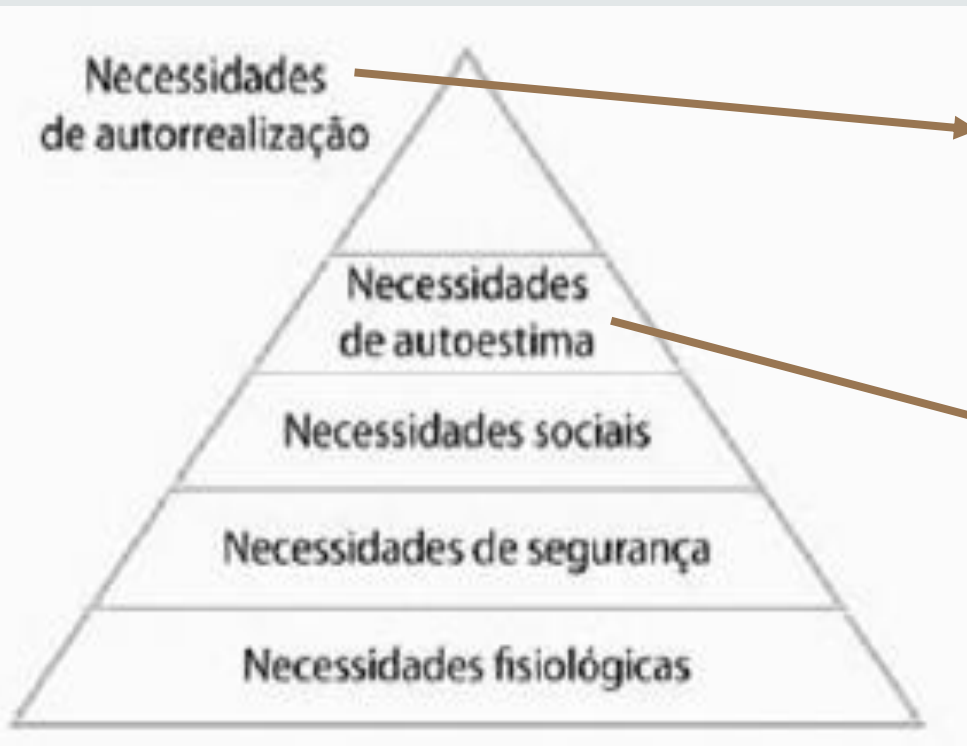 Necessidades
de autorrealização
Necessidades
de autoestima
Necessidades sociais
Necessidades de segurança
Necessidades fisiológicas